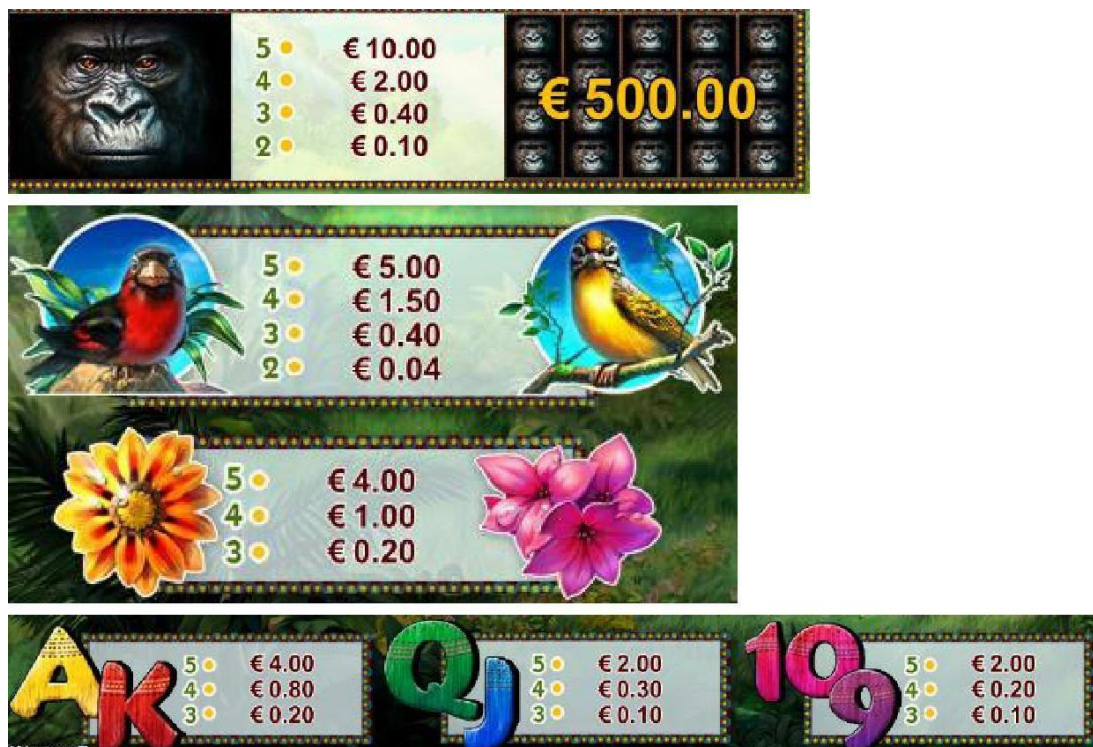 5 € 10.00
4 € 2.00
3 € 0.40
2 € 0.10
€ 500.00
5 € 5.00
4 € 1.50
3 € 0.40
2 € 0.04
5 € 4.00
4 € 1.00
3 € 0.20
A K
5 € 4.00
4 € 0.80
3 € 0.20
Q J
5 € 2.00
4 € 0.30
3 € 0.10
10 9
5 € 2.00
4 € 0.20
3 € 0.10